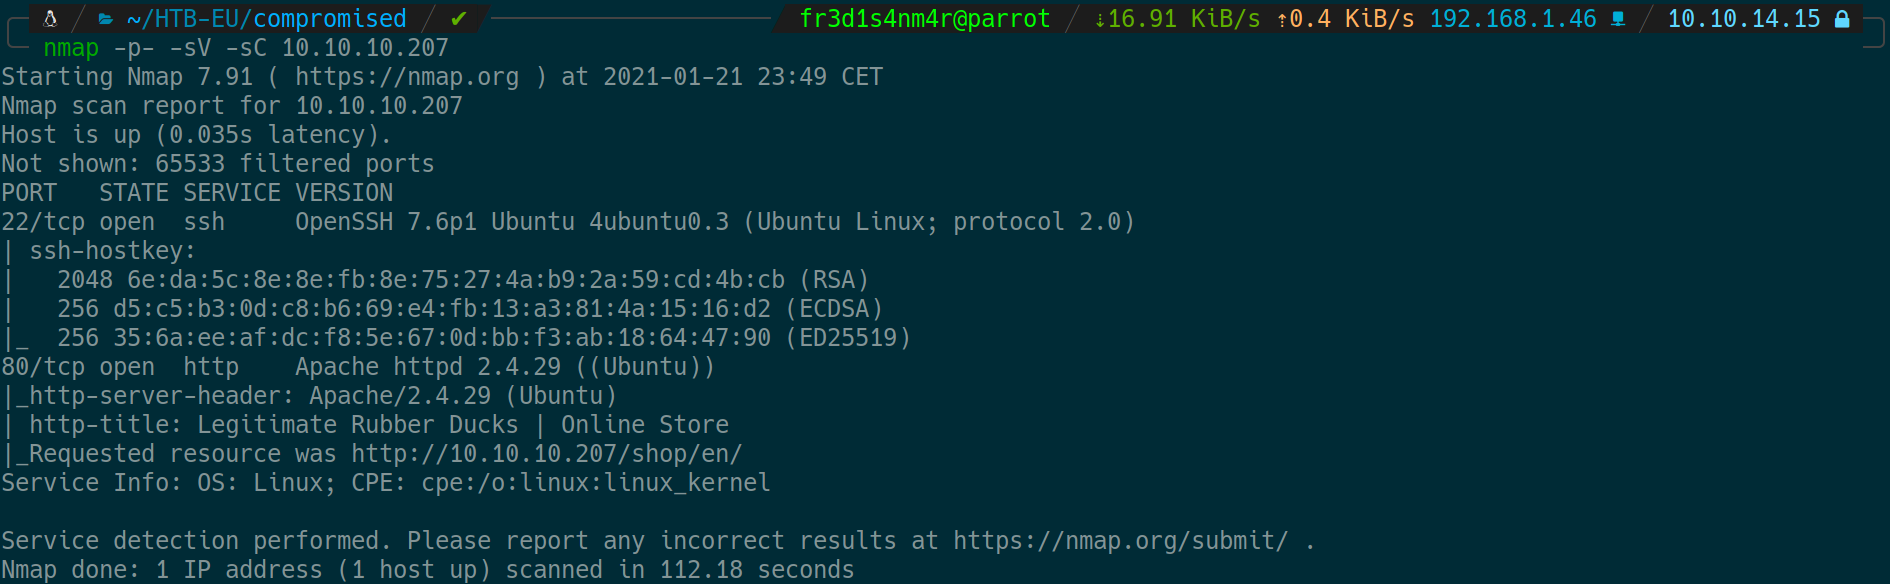 ~/HTB-EU/compromised ✔ fr3d1s4nm4r@parrot ⇣16.91 KiB/s ⇡0.4 KiB/s 192.168.1.46 10.10.14.15
nmap -p- -sV -sC 10.10.10.207
Starting Nmap 7.91 ( https://nmap.org ) at 2021-01-21 23:49 CET
Nmap scan report for 10.10.10.207
Host is up (0.035s latency).
Not shown: 65533 filtered ports
PORT   STATE SERVICE VERSION
22/tcp open  ssh     OpenSSH 7.6p1 Ubuntu 4ubuntu0.3 (Ubuntu Linux; protocol 2.0)
| ssh-hostkey:
|   2048 6e:da:5c:8e:8e:fb:8e:75:27:4a:b9:2a:59:cd:4b:cb (RSA)
|   256 d5:c5:b3:0d:c8:b6:69:e4:fb:13:a3:81:4a:15:16:d2 (ECDSA)
|_  256 35:6a:ee:af:dc:f8:5e:67:0d:bb:f3:ab:18:64:47:90 (ED25519)
80/tcp open  http    Apache httpd 2.4.29 ((Ubuntu))
|_http-server-header: Apache/2.4.29 (Ubuntu)
| http-title: Legitimate Rubber Ducks | Online Store
|_Requested resource was http://10.10.10.207/shop/en/
Service Info: OS: Linux; CPE: cpe:/o:linux:linux_kernel
Service detection performed. Please report any incorrect results at https://nmap.org/submit/ .
Nmap done: 1 IP address (1 host up) scanned in 112.18 seconds